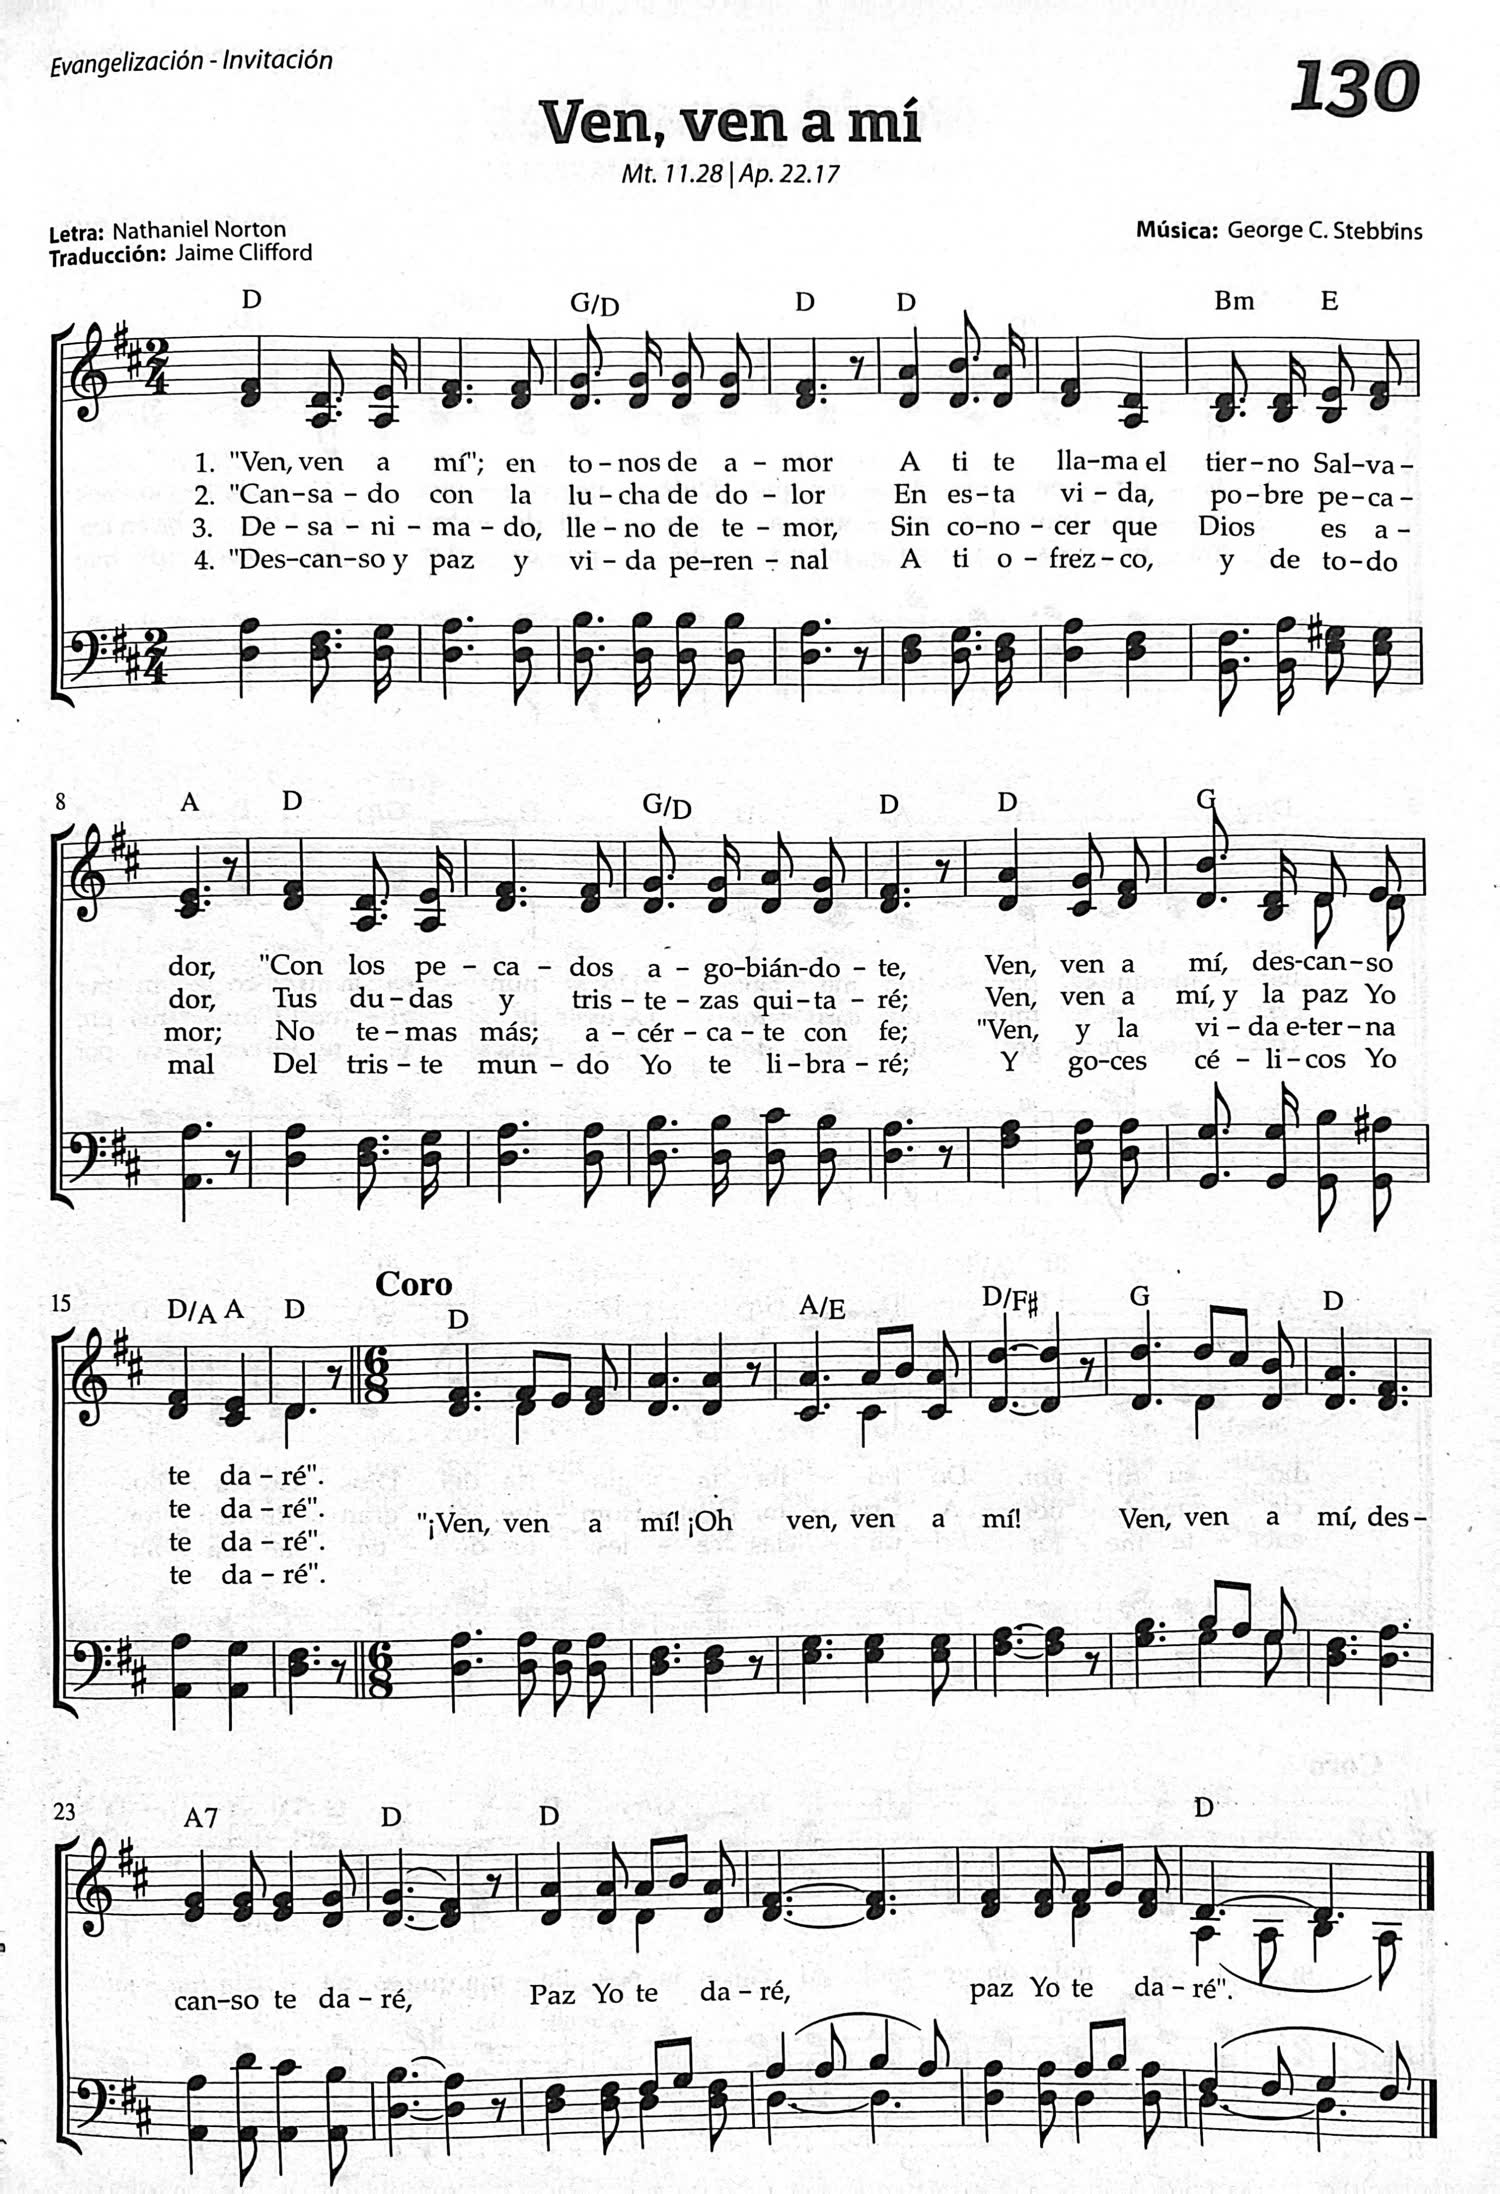 Evangelización - Invitación
130
Ven, ven a mí
Mt. 11.28 | Ap. 22.17
Letra: Nathaniel Norton
Traducción: Jaime Clifford
Música: George C. Stebbins
D G/D D D Bm E
2/4
1. "Ven, ven a mí"; en to-nos de a-mor A ti te lla-ma el tier-no Sal-va-
2. "Can-sa-do con la lu-cha de do-lor En es-ta vi-da, po-bre pe-ca-
3. De-sa-ni-ma-do, lle-no de te-mor, Sin co-no-cer que Dios es a-
4. "Des-can-so y paz y vi-da pe-ren-nal A ti o-frez-co, y de to-do
2/4
8 A D G/D D D G
dor, "Con los pe-ca-dos a-go-bián-do-te, Ven, ven a mí, des-can-so
dor, Tus du-das y tris-te-zas qui-ta-ré; Ven, ven a mí, y la paz Yo
mor; No te-mas más; a-cér-ca-te con fe; "Ven, y la vi-da e-ter-na
mal Del tris-te mun-do Yo te li-bra-ré; Y go-ces cé-li-cos Yo
Coro
15 D/A A D D A/E D/F# G D
6/8
te da-ré".
te da-ré".
te da-ré".
te da-ré".
"¡Ven, ven a mí! ¡Oh ven, ven a mí! Ven, ven a mí, des-
6/8
23 A7 D D D
can-so te da-ré, Paz Yo te da-ré, paz Yo te da-ré".